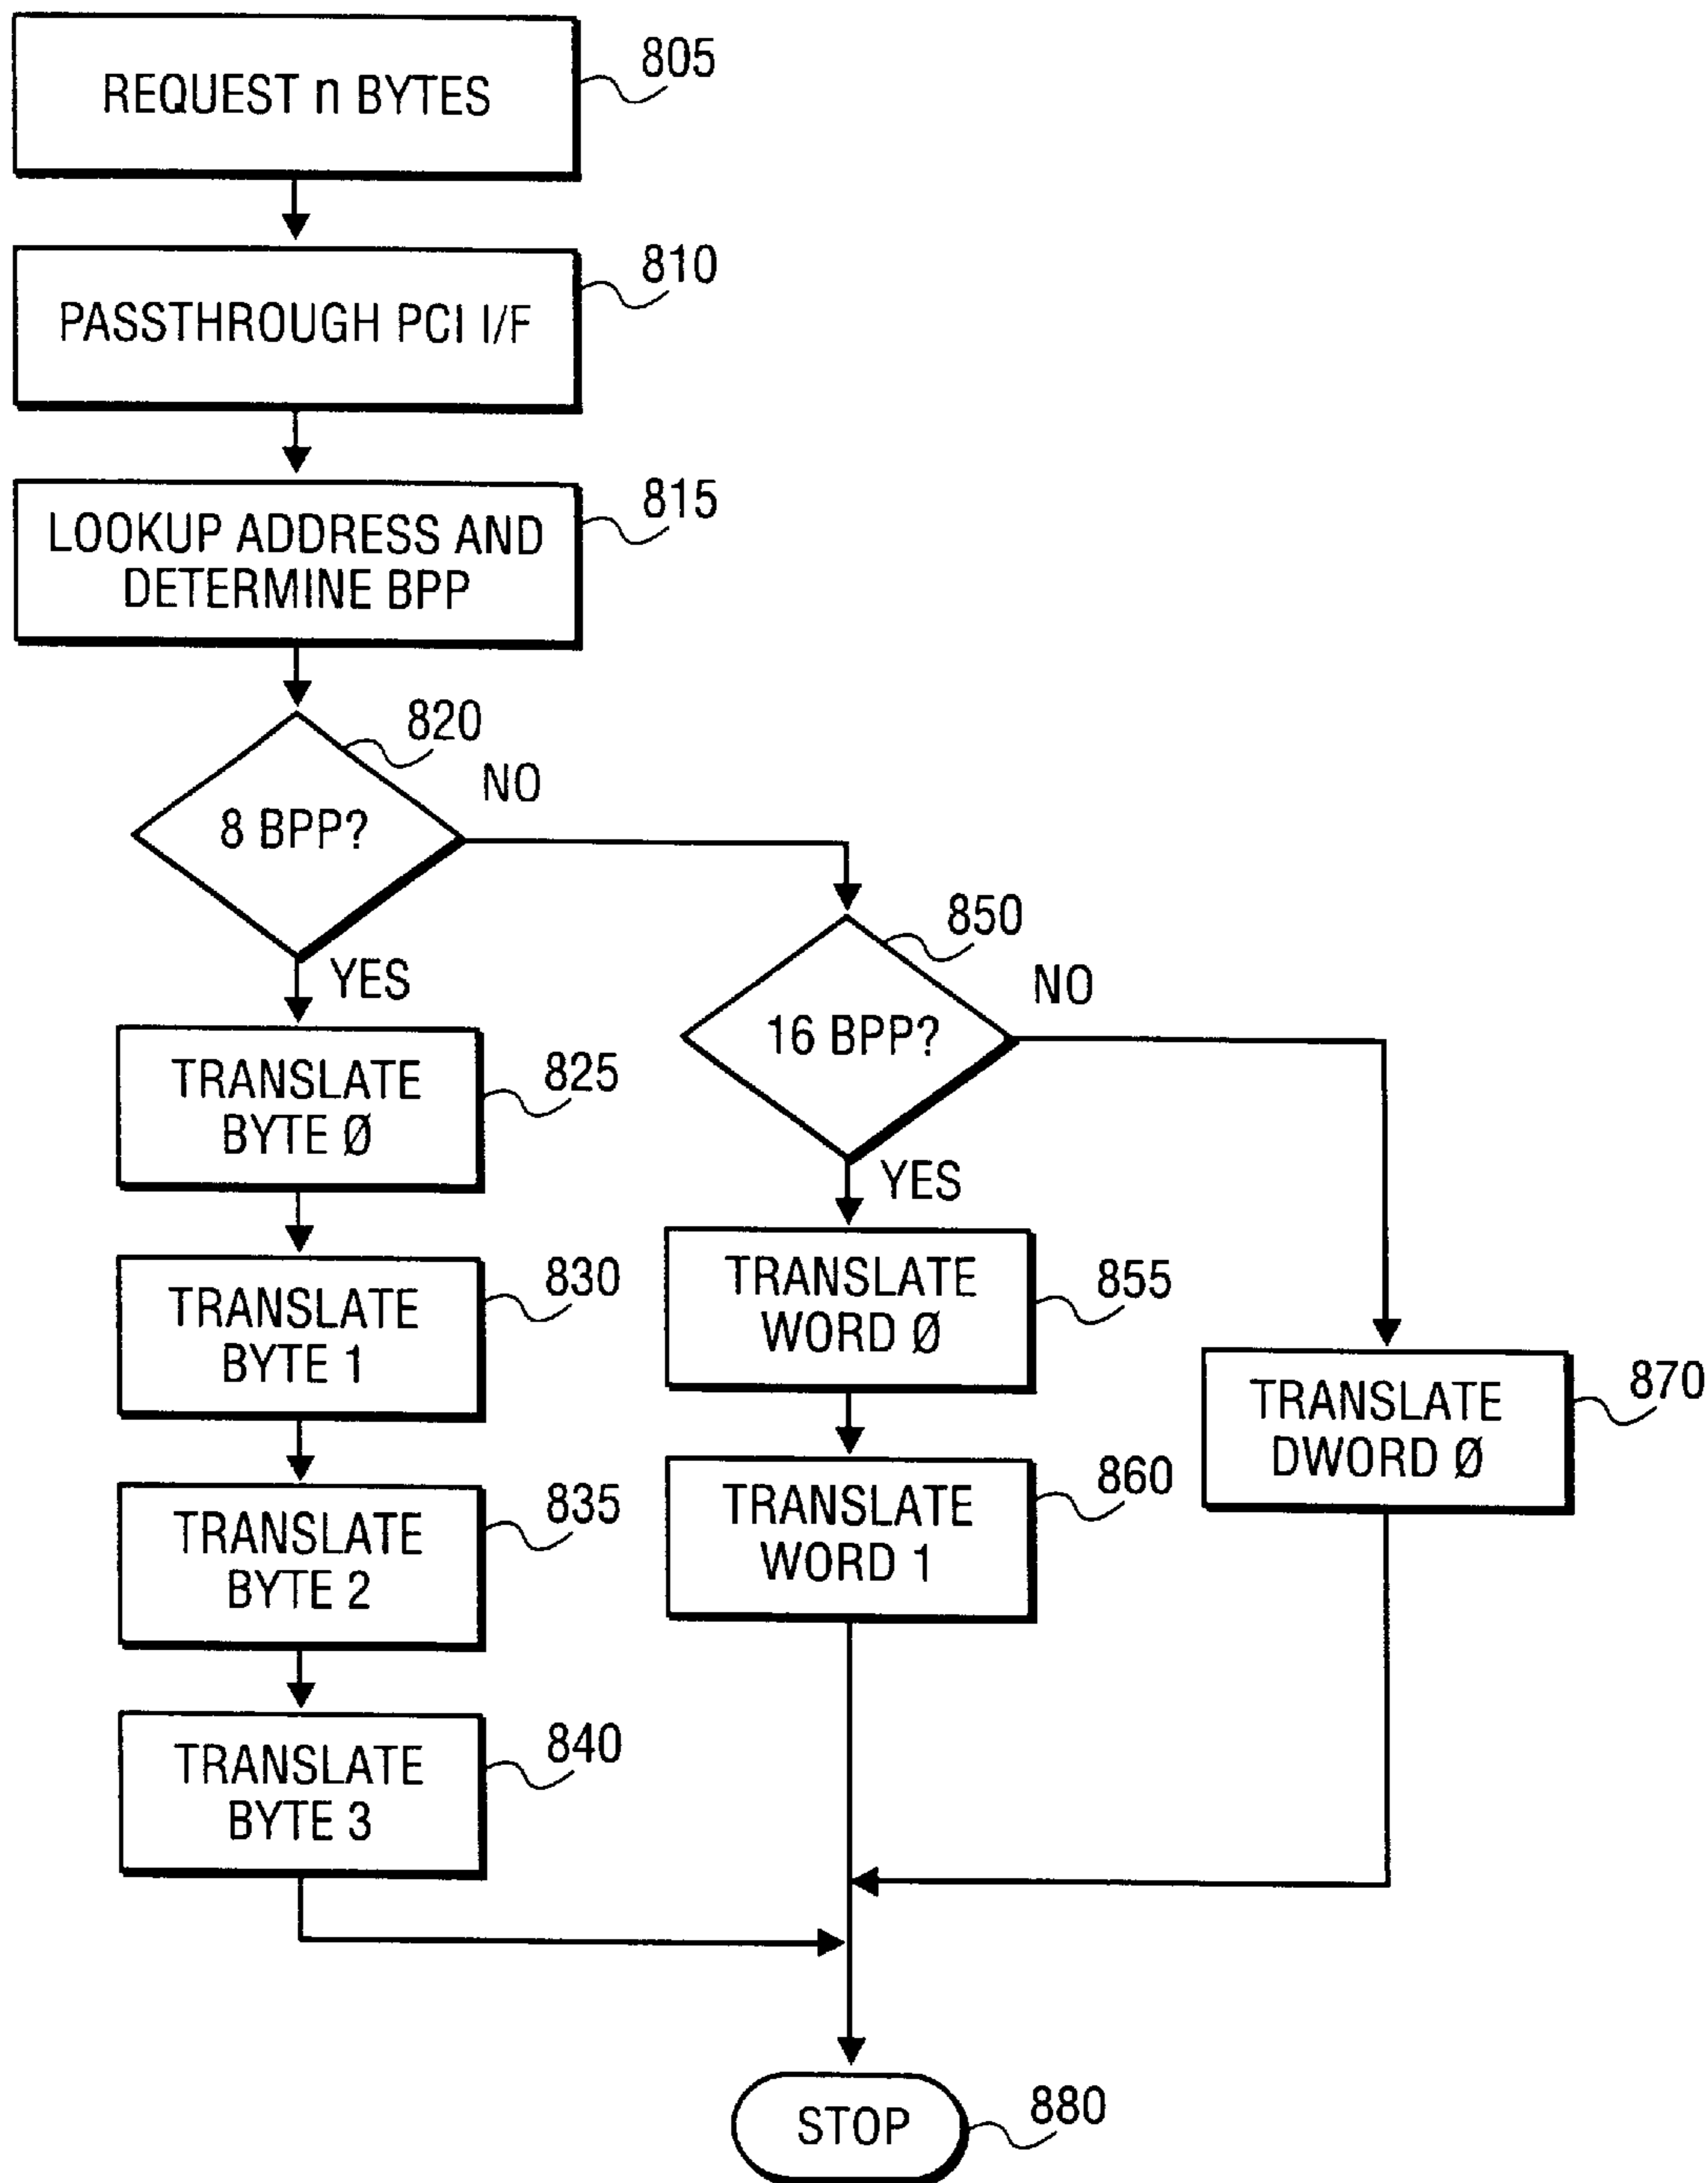 REQUEST n BYTES
805
PASSTHROUGH PCI I/F
810
LOOKUP ADDRESS AND
DETERMINE BPP
815
8 BPP?
820
NO
YES
16 BPP?
850
NO
YES
TRANSLATE
BYTE Ø
825
TRANSLATE
BYTE 1
830
TRANSLATE
BYTE 2
835
TRANSLATE
BYTE 3
840
TRANSLATE
WORD Ø
855
TRANSLATE
WORD 1
860
TRANSLATE
DWORD Ø
870
STOP
880